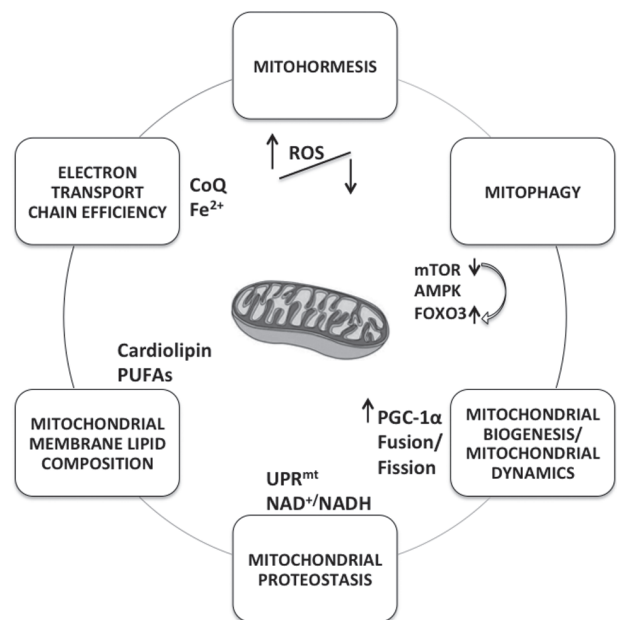 MITOHORMESIS
↑ ROS ↓
ELECTRON
TRANSPORT
CHAIN EFFICIENCY
CoQ
Fe²⁺
MITOPHAGY
mTOR ↓
AMPK
FOXO3 ↑
Cardiolipin
PUFAs
MITOCHONDRIAL
MEMBRANE LIPID
COMPOSITION
↑ PGC-1α
Fusion/
Fission
MITOCHONDRIAL
BIOGENESIS/
MITOCHONDRIAL
DYNAMICS
UPRᵐᵗ
NAD⁺/NADH
MITOCHONDRIAL
PROTEOSTASIS